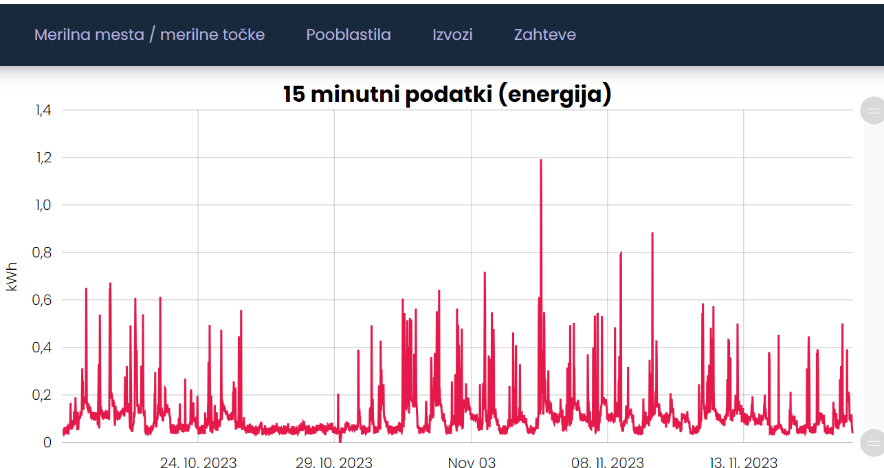 Merilna mesta / merilne točke Pooblastila Izvozi Zahteve
15 minutni podatki (energija)
1,4
1,2
1,0
0,8
kWh
0,6
0,4
0,2
0
24. 10. 2023 29. 10. 2023 Nov 03 08. 11. 2023 13. 11. 2023